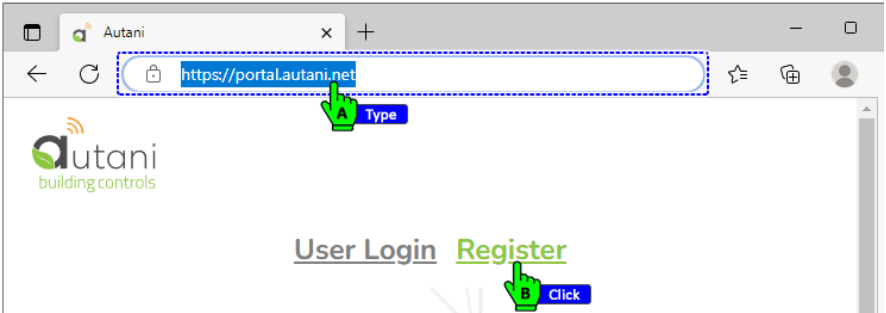 Autani
https://portal.autani.net
A Type
autani
building controls
User Login Register
B Click